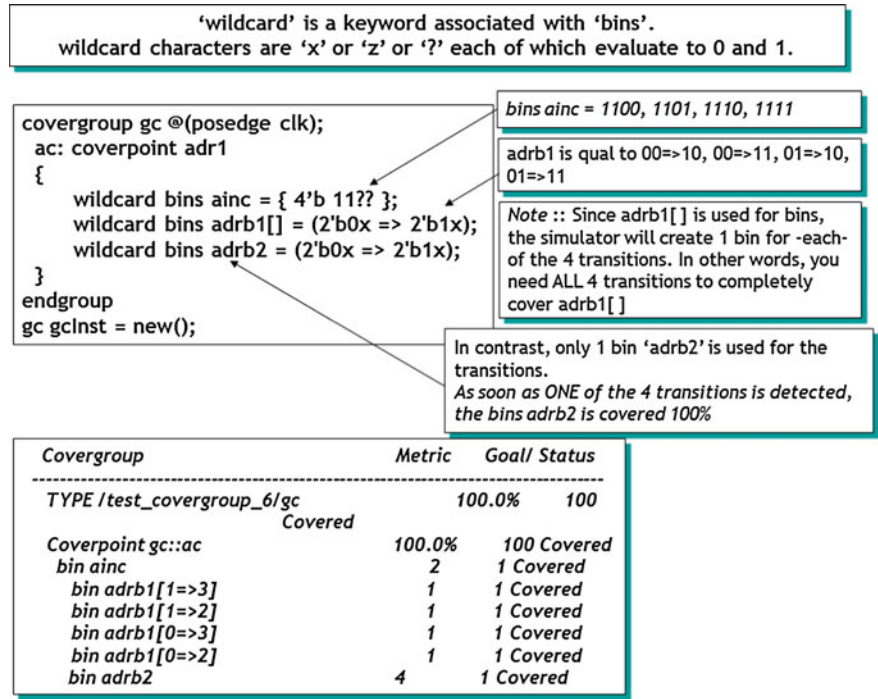 ‘wildcard’ is a keyword associated with ‘bins’.
wildcard characters are ‘x’ or ‘z’ or ‘?’ each of which evaluate to 0 and 1.
covergroup gc @(posedge clk);
ac: coverpoint adr1
{
wildcard bins ainc = { 4’b 11?? };
wildcard bins adrb1[] = (2'b0x => 2'b1x);
wildcard bins adrb2 = (2'b0x => 2'b1x);
}
endgroup
gc gcInst = new();
bins ainc = 1100, 1101, 1110, 1111
adrb1 is qual to 00=>10, 00=>11, 01=>10,
01=>11
Note :: Since adrb1[ ] is used for bins,
the simulator will create 1 bin for -each-
of the 4 transitions. In other words, you
need ALL 4 transitions to completely
cover adrb1[ ]
In contrast, only 1 bin ‘adrb2’ is used for the
transitions.
As soon as ONE of the 4 transitions is detected,
the bins adrb2 is covered 100%
Covergroup Metric Goal/ Status
--------------------------------------------------------------------------------
TYPE /test_covergroup_6/gc 100.0% 100
Covered
Coverpoint gc::ac 100.0% 100 Covered
bin ainc 2 1 Covered
bin adrb1[1=>3] 1 1 Covered
bin adrb1[1=>2] 1 1 Covered
bin adrb1[0=>3] 1 1 Covered
bin adrb1[0=>2] 1 1 Covered
bin adrb2 4 1 Covered